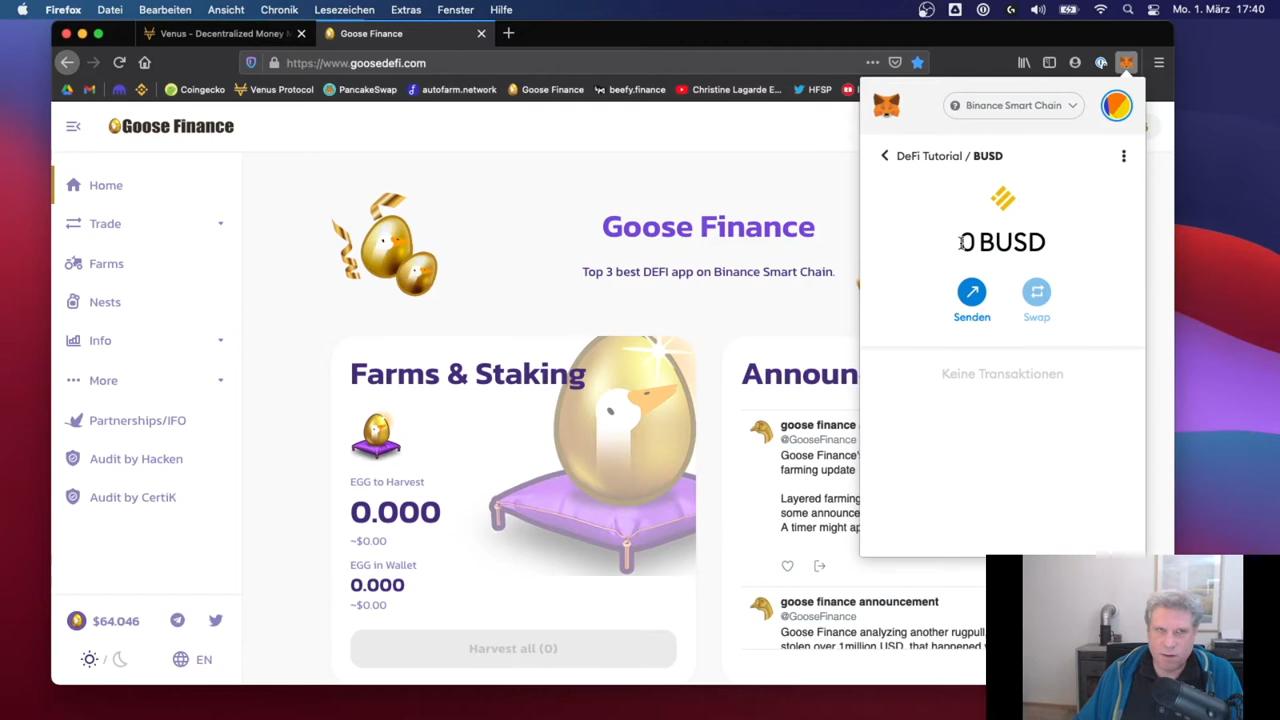 Firefox Datei Bearbeiten Ansicht Chronik Lesezeichen Extras Fenster Hilfe Mo. 1. März 17:40
Venus - Decentralized Money M
Goose Finance
https://www.goosedefi.com
Coingecko Venus Protocol PancakeSwap autofarm.network Goose Finance beefy.finance Christine Lagarde E... HFSP
Goose Finance
Home
Trade
Farms
Nests
Info
More
Partnerships/IFO
Audit by Hacken
Audit by CertiK
$64.046
EN
Goose Finance
Top 3 best DEFI app on Binance Smart Chain.
Farms & Staking
EGG to Harvest
0.000
~$0.00
EGG in Wallet
0.000
~$0.00
Harvest all (0)
Announ
goose finance
@GooseFinance
Goose Finance'
farming update
Layered farming
some announce
A timer might ap
goose finance announcement
@GooseFinance
Goose Finance analyzing another rugpull,
stolen over 1million USD, that happened
Binance Smart Chain
DeFi Tutorial / BUSD
0 BUSD
Senden
Swap
Keine Transaktionen